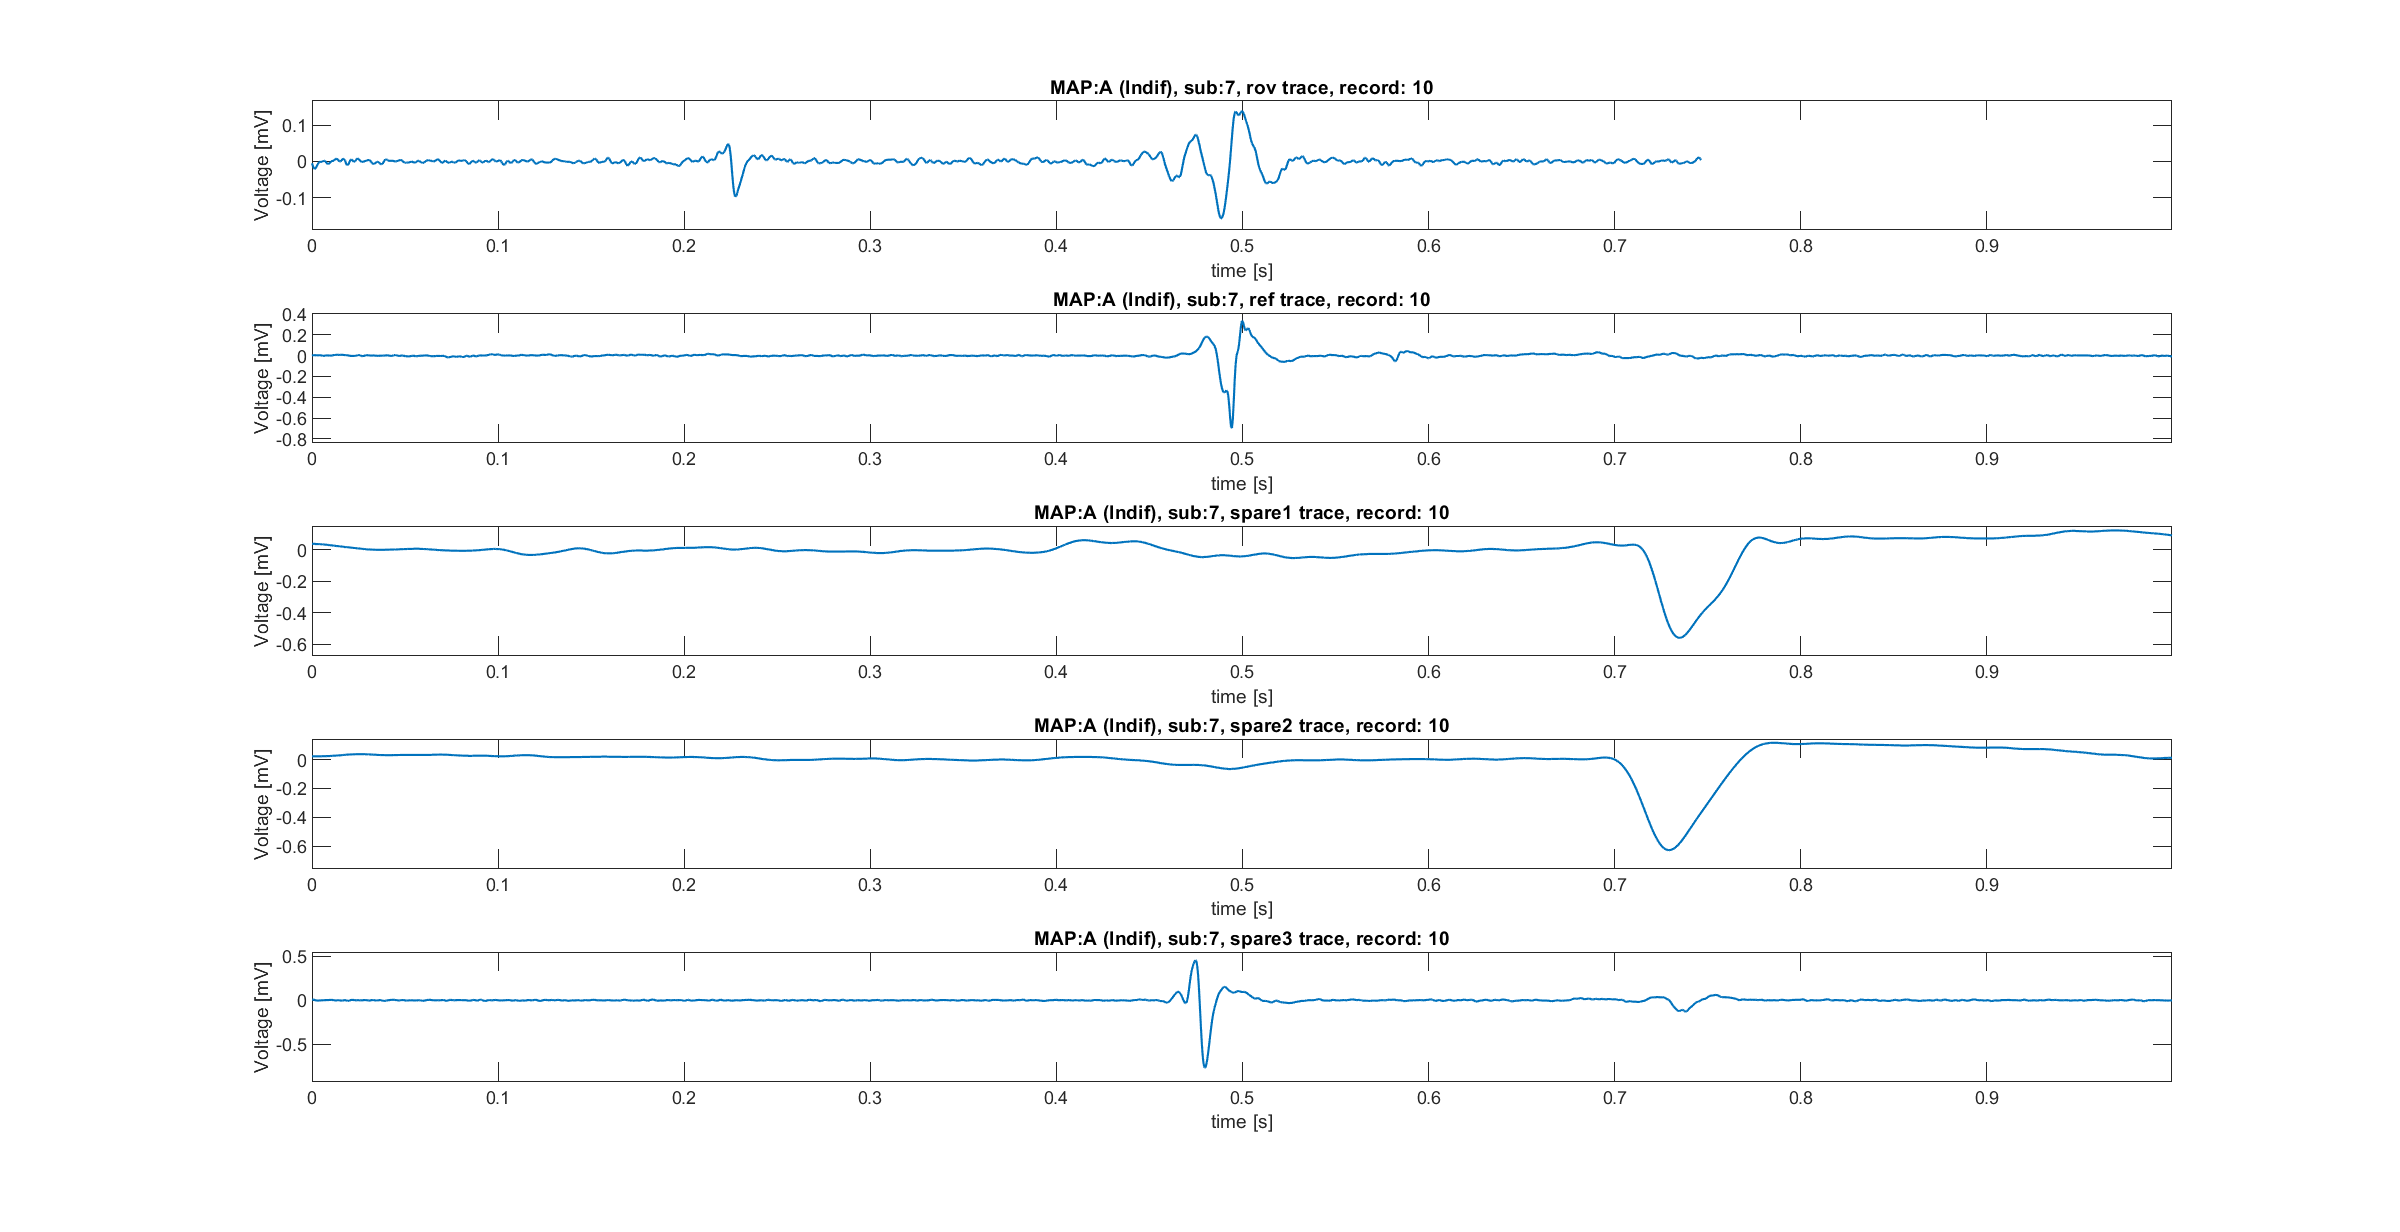 MAP:A (Indif), sub:7, rov trace, record: 10
Voltage [mV]
0.1
0
-0.1
0 0.1 0.2 0.3 0.4 0.5 0.6 0.7 0.8 0.9
time [s]
MAP:A (Indif), sub:7, ref trace, record: 10
Voltage [mV]
0.4
0.2
0
-0.2
-0.4
-0.6
-0.8
0 0.1 0.2 0.3 0.4 0.5 0.6 0.7 0.8 0.9
time [s]
MAP:A (Indif), sub:7, spare1 trace, record: 10
Voltage [mV]
0
-0.2
-0.4
-0.6
0 0.1 0.2 0.3 0.4 0.5 0.6 0.7 0.8 0.9
time [s]
MAP:A (Indif), sub:7, spare2 trace, record: 10
Voltage [mV]
0
-0.2
-0.4
-0.6
0 0.1 0.2 0.3 0.4 0.5 0.6 0.7 0.8 0.9
time [s]
MAP:A (Indif), sub:7, spare3 trace, record: 10
Voltage [mV]
0.5
0
-0.5
0 0.1 0.2 0.3 0.4 0.5 0.6 0.7 0.8 0.9
time [s]